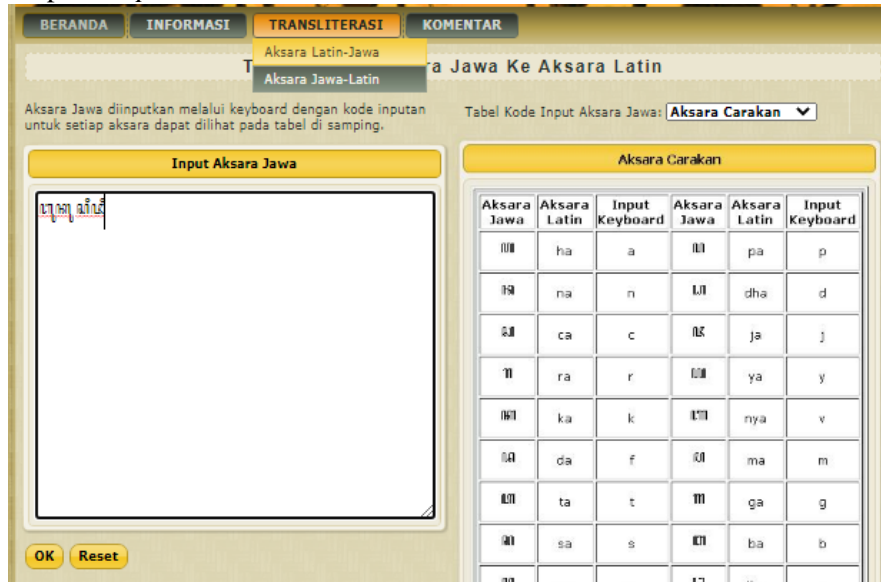 BERANDA INFORMASI TRANSLITERASI KOMENTAR
Aksara Latin-Jawa
Aksara Jawa-Latin
ra Jawa Ke Aksara Latin
Aksara Jawa diinputkan melalui keyboard dengan kode inputan
untuk setiap aksara dapat dilihat pada tabel di samping.
Tabel Kode Input Aksara Jawa: Aksara Carakan
Input Aksara Jawa
Aksara Carakan
Aksara Jawa Aksara Latin Input Keyboard Aksara Jawa Aksara Latin Input Keyboard
ꦲ ha a ꦥ pa p
ꦤ na n ꦝ dha d
ꦕ ca c ꦗ ja j
ꦫ ra r ꦪ ya y
ꦏ ka k ꦚ nya v
ꦢ da f ꦩ ma m
ꦠ ta t ꦒ ga g
ꦱ sa s ꦧ ba b
OK Reset